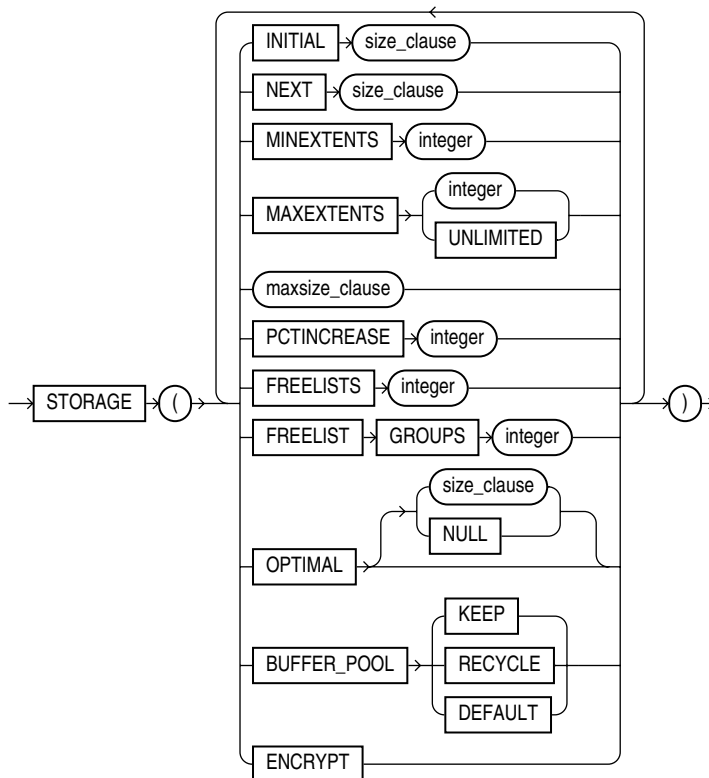 INITIAL size_clause
NEXT size_clause
MINEXTENTS integer
integer
MAXEXTENTS
UNLIMITED
maxsize_clause
PCTINCREASE integer
FREELISTS integer
STORAGE ( )
FREELIST GROUPS integer
size_clause
NULL
OPTIMAL
KEEP
BUFFER_POOL RECYCLE
DEFAULT
ENCRYPT